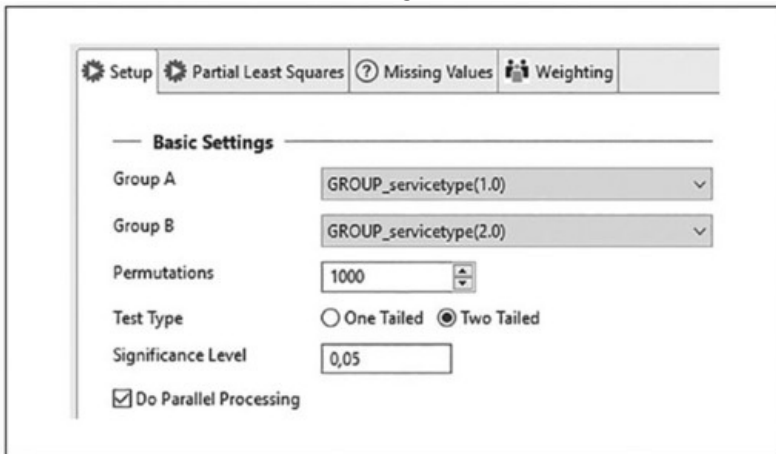 Setup Partial Least Squares Missing Values Weighting
Basic Settings
Group A GROUP_servicetype(1.0)
Group B GROUP_servicetype(2.0)
Permutations 1000
Test Type One Tailed Two Tailed
Significance Level 0,05
Do Parallel Processing